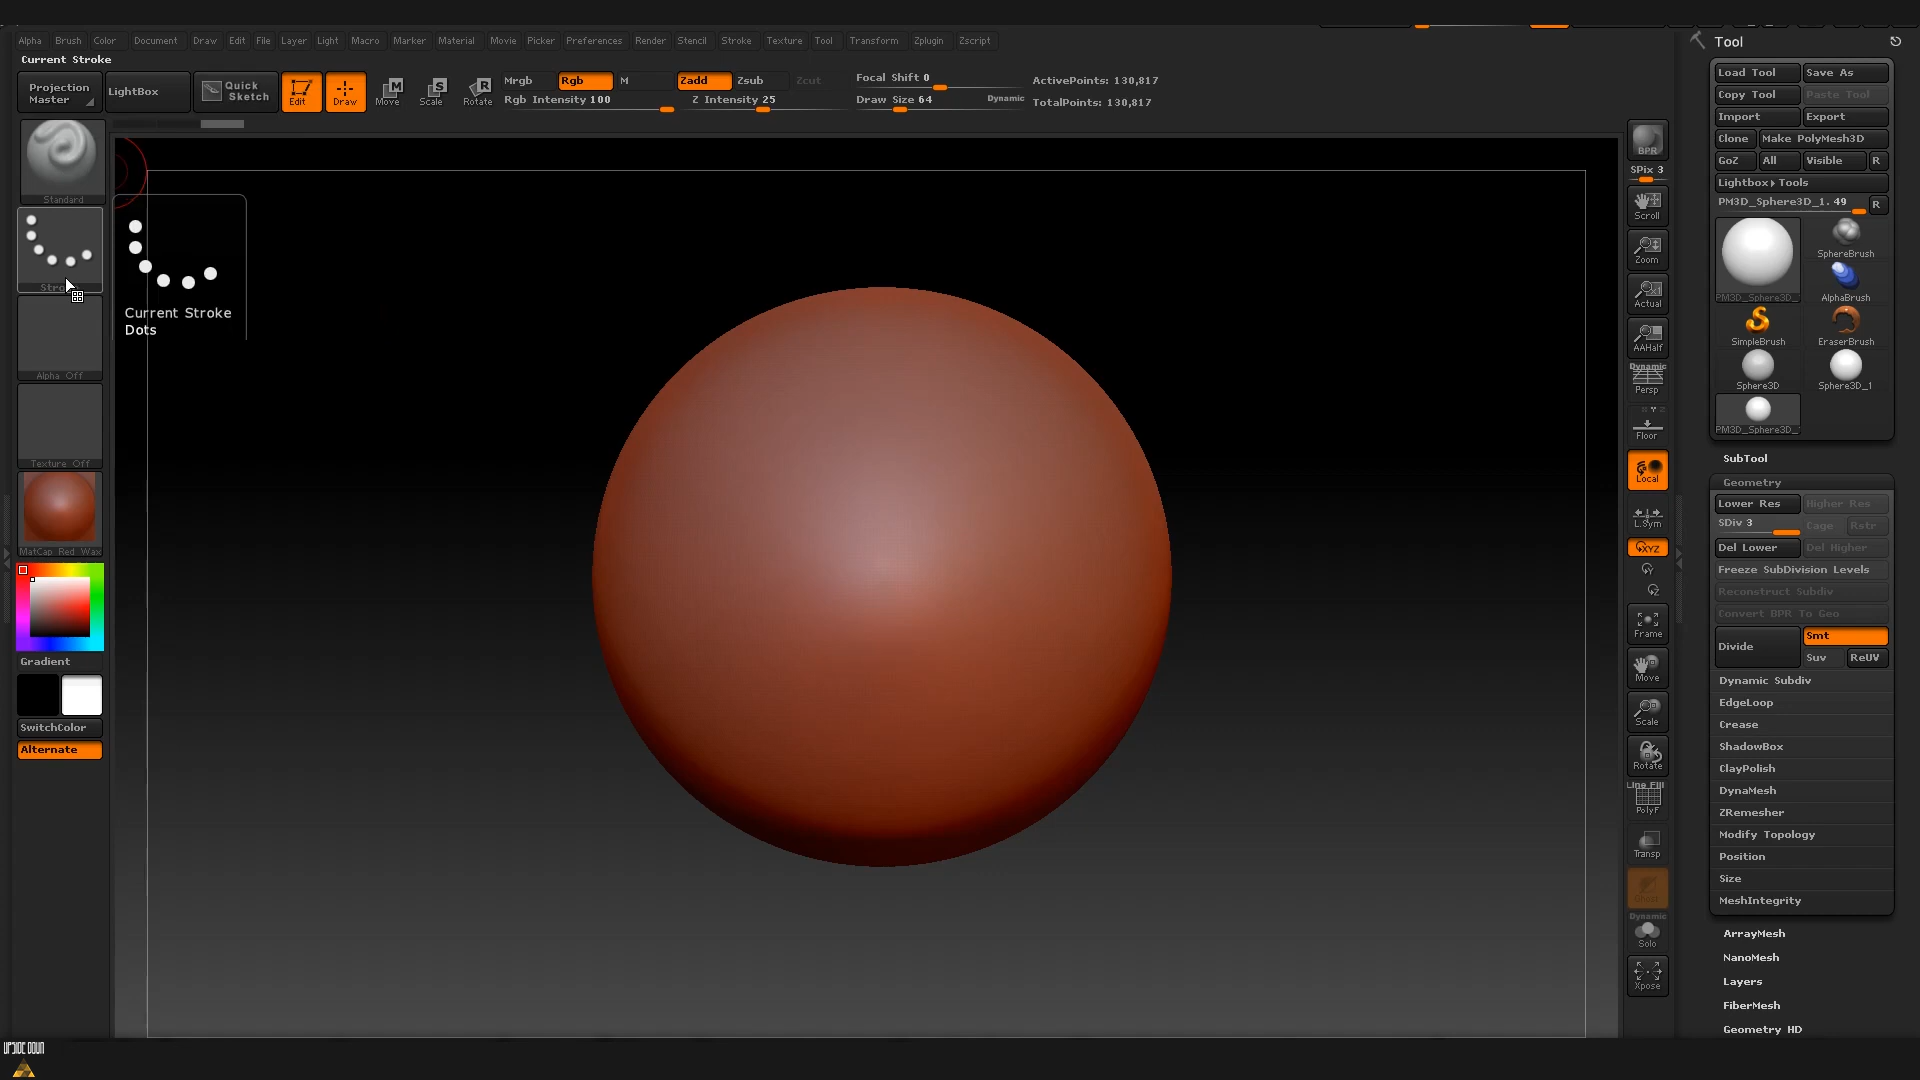 Alpha Brush Color Document Draw Edit File Layer Light Macro Marker Material Movie Picker Preferences Render Stencil Stroke Texture Tool Transform Zplugin Zscript
Current Stroke
Projection Master
LightBox
Quick Sketch
Edit
Draw
Move
Scale
Rotate
Mrgb Rgb M
Rgb Intensity 100
Zadd Zsub Zcut
Z Intensity 25
Focal Shift 0
Draw Size 64
Dynamic
ActivePoints: 130,817
TotalPoints: 130,817
Standard
Current Stroke
Dots
Alpha Off
Texture Off
MatCap Red Wax
Gradient
SwitchColor
Alternate
UPSIDE DOWN
BPR
SPix 3
Scroll
Zoom
Actual
AAHalf
Dynamic
Persp
Floor
Local
L.Sym
XYZ
Y
Z
Frame
Move
Scale
Rotate
Line Fill
PolyF
Transp
Ghost
Dynamic
Solo
Xpose
Tool
Load Tool Save As
Copy Tool Paste Tool
Import Export
Clone Make PolyMesh3D
GoZ All Visible R
Lightbox▸Tools
PM3D_Sphere3D_1. 49 R
PM3D_Sphere3D_
SphereBrush
AlphaBrush
SimpleBrush
EraserBrush
Sphere3D
Sphere3D_1
PM3D_Sphere3D_
SubTool
Geometry
Lower Res Higher Res
SDiv 3 Cage Rstr
Del Lower Del Higher
Freeze SubDivision Levels
Reconstruct Subdiv
Convert BPR To Geo
Divide
Smt
Suv ReUV
Dynamic Subdiv
EdgeLoop
Crease
ShadowBox
ClayPolish
DynaMesh
ZRemesher
Modify Topology
Position
Size
MeshIntegrity
ArrayMesh
NanoMesh
Layers
FiberMesh
Geometry HD